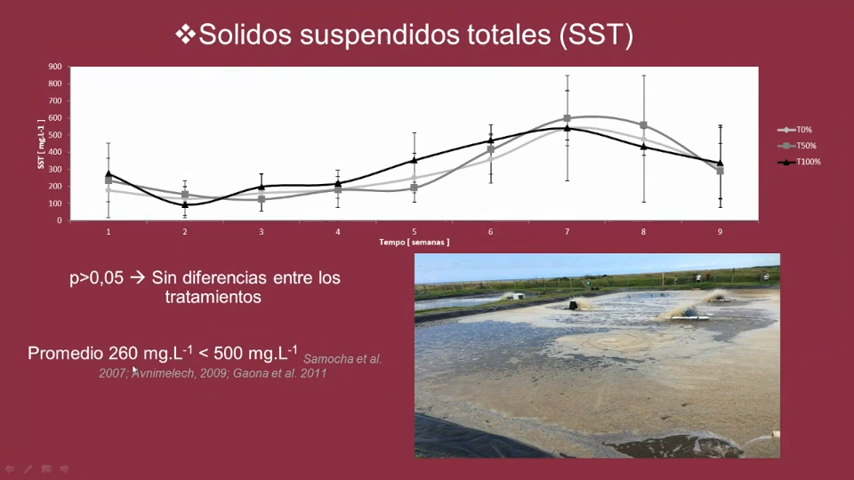 ❖Solidos suspendidos totales (SST)
900
800
700
600
500
400
300
200
100
0
SST [ mg.L-1 ]
1 2 3 4 5 6 7 8 9
Tempo [ semanas ]
T0%
T50%
T100%
p>0,05 → Sin diferencias entre los
tratamientos
Promedio 260 mg.L-1 < 500 mg.L-1 Samocha et al.
2007; Avnimelech, 2009; Gaona et al. 2011